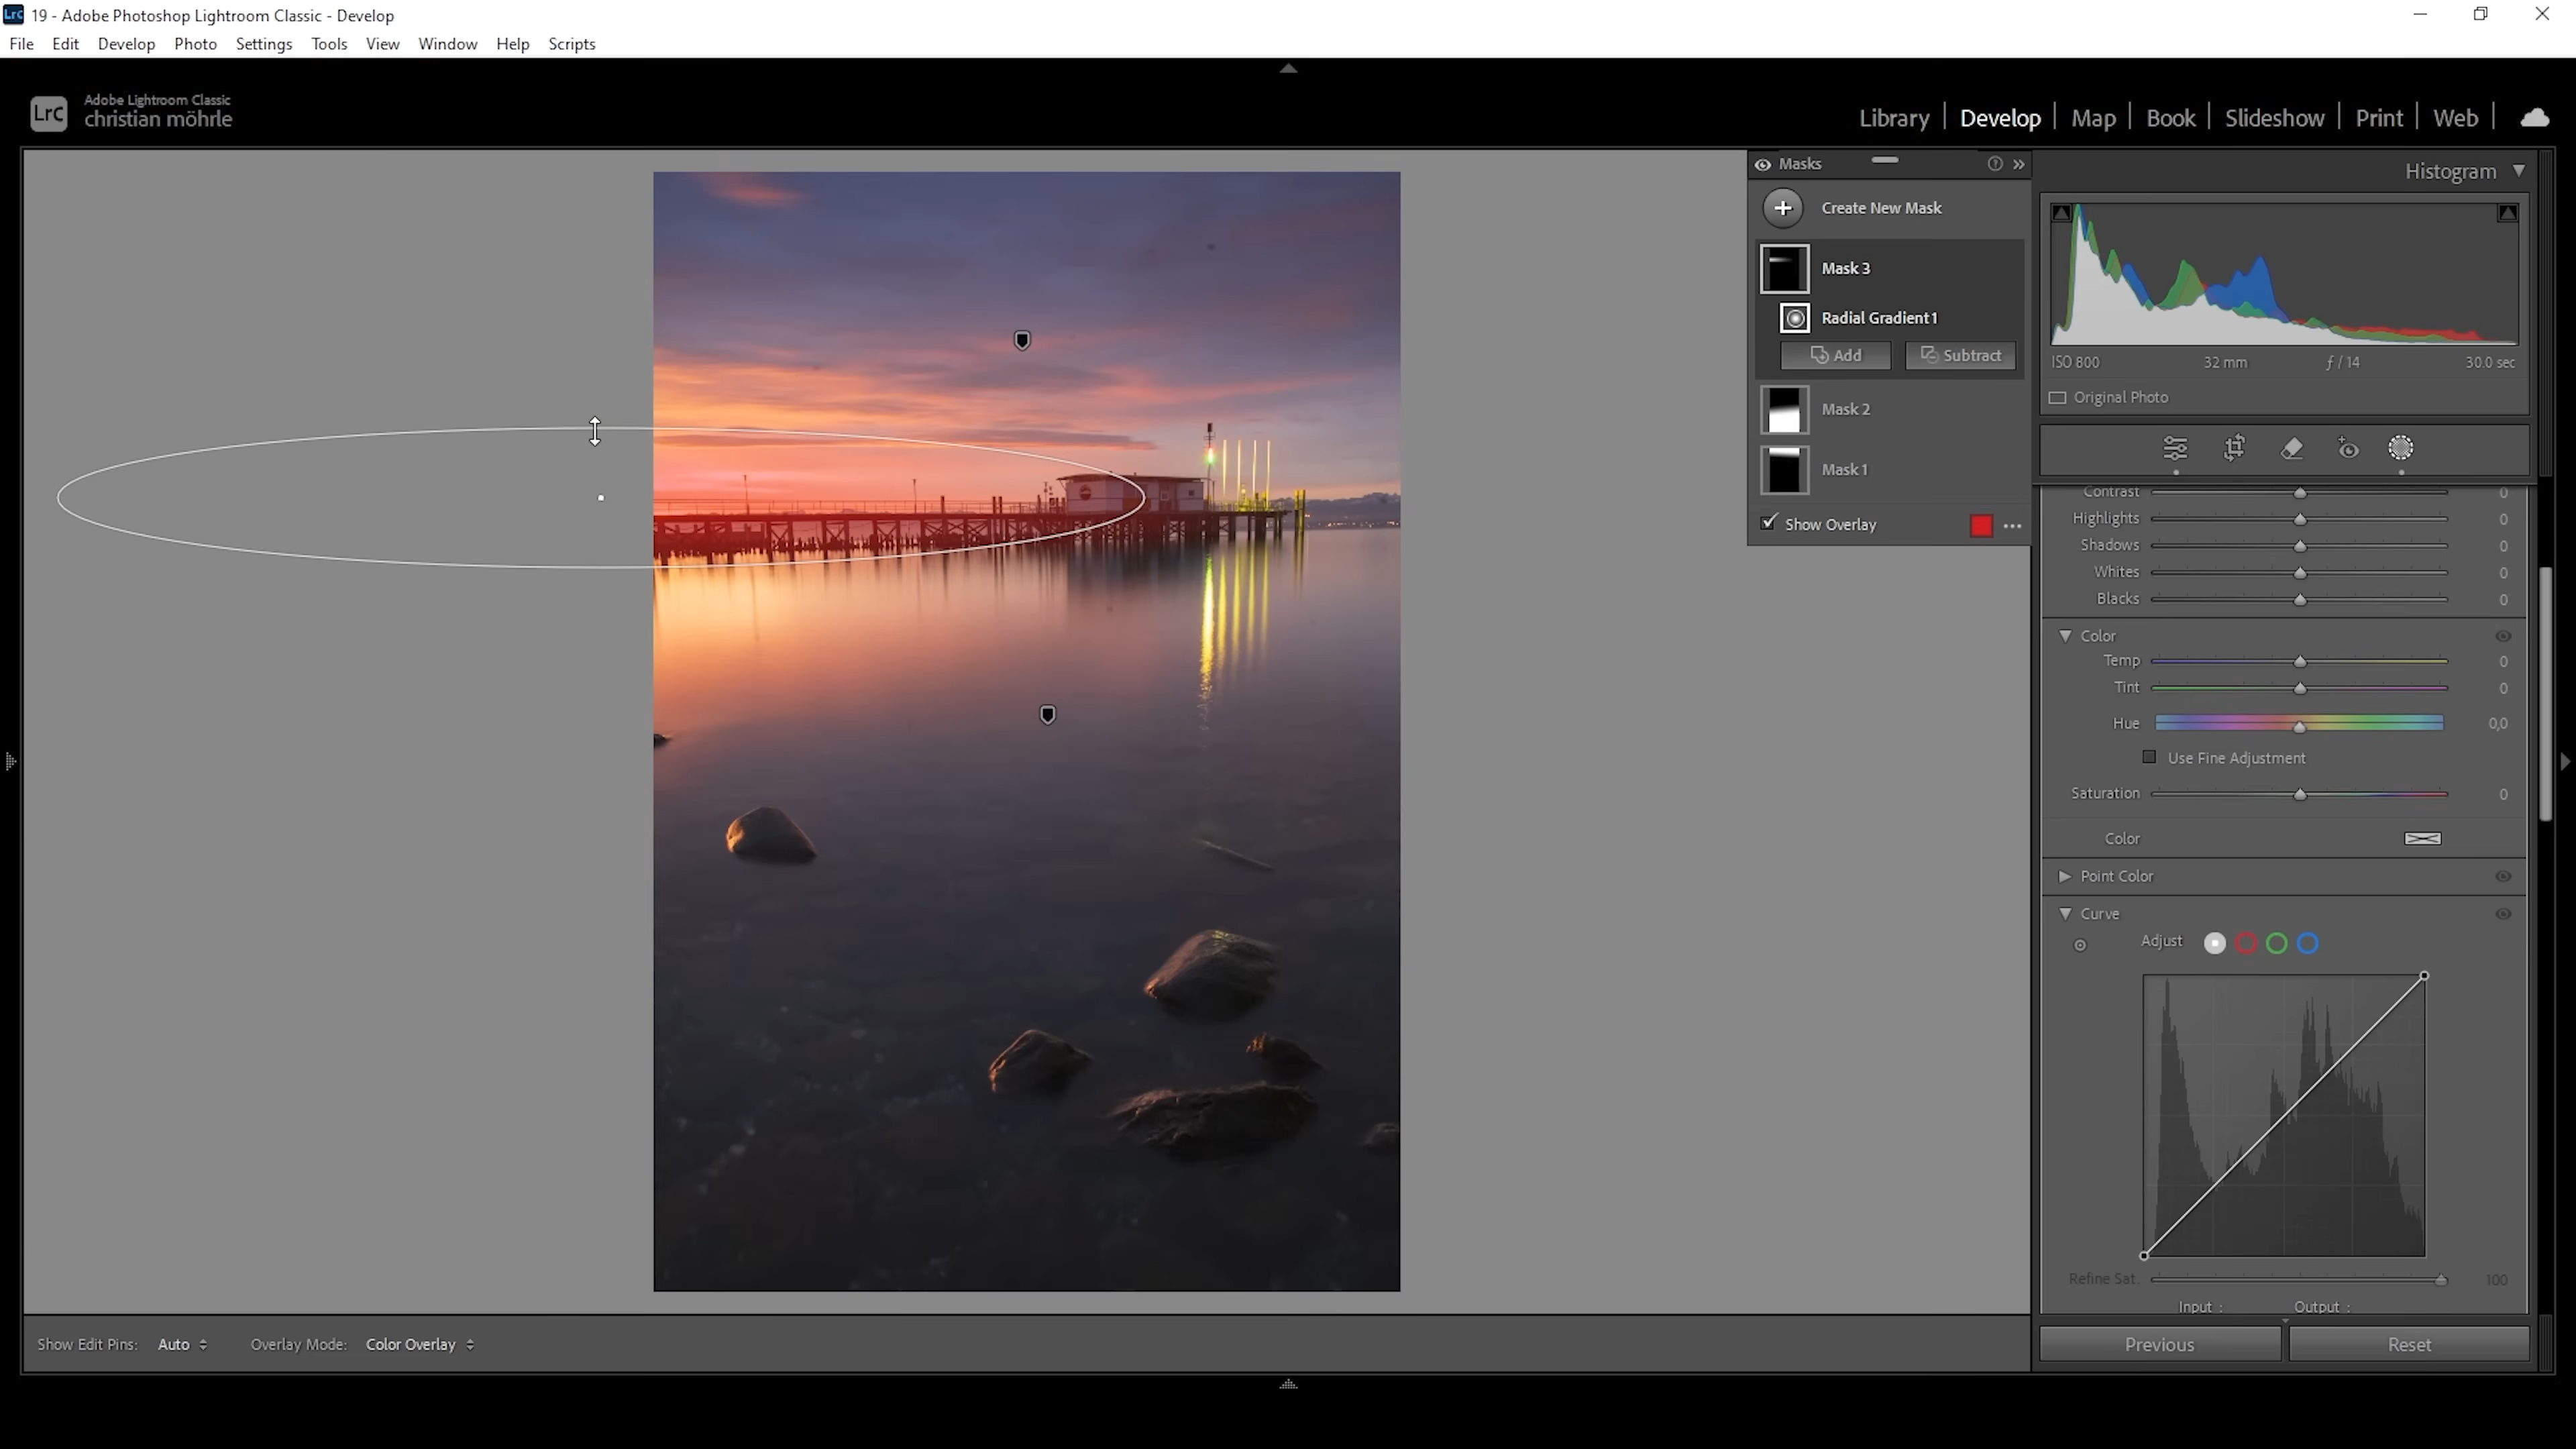 Lrc 19 - Adobe Photoshop Lightroom Classic - Develop
File Edit Develop Photo Settings Tools View Window Help Scripts
Lrc Adobe Lightroom Classic
christian möhrle
Library | Develop | Map | Book | Slideshow | Print | Web |
Masks
Create New Mask
Mask 3
Radial Gradient 1
Add Subtract
Mask 2
Mask 1
Show Overlay
Histogram
ISO 800 32 mm ƒ / 14 30.0 sec
Original Photo
Contrast 0
Highlights 0
Shadows 0
Whites 0
Blacks 0
Color
Temp 0
Tint 0
Hue 0,0
Use Fine Adjustment
Saturation 0
Color
Point Color
Curve
Adjust
Refine Sat. 100
Input : Output :
Show Edit Pins: Auto Overlay Mode: Color Overlay
Previous Reset